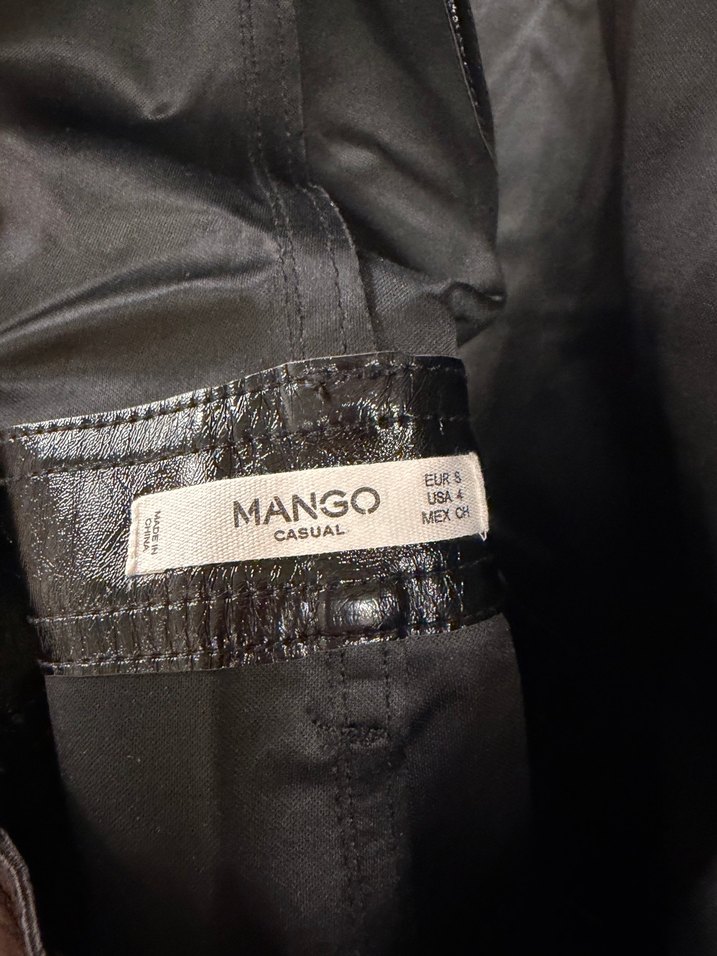 MADE IN
CHINA
MANGO
CASUAL
EUR S
USA 4
MEX CH